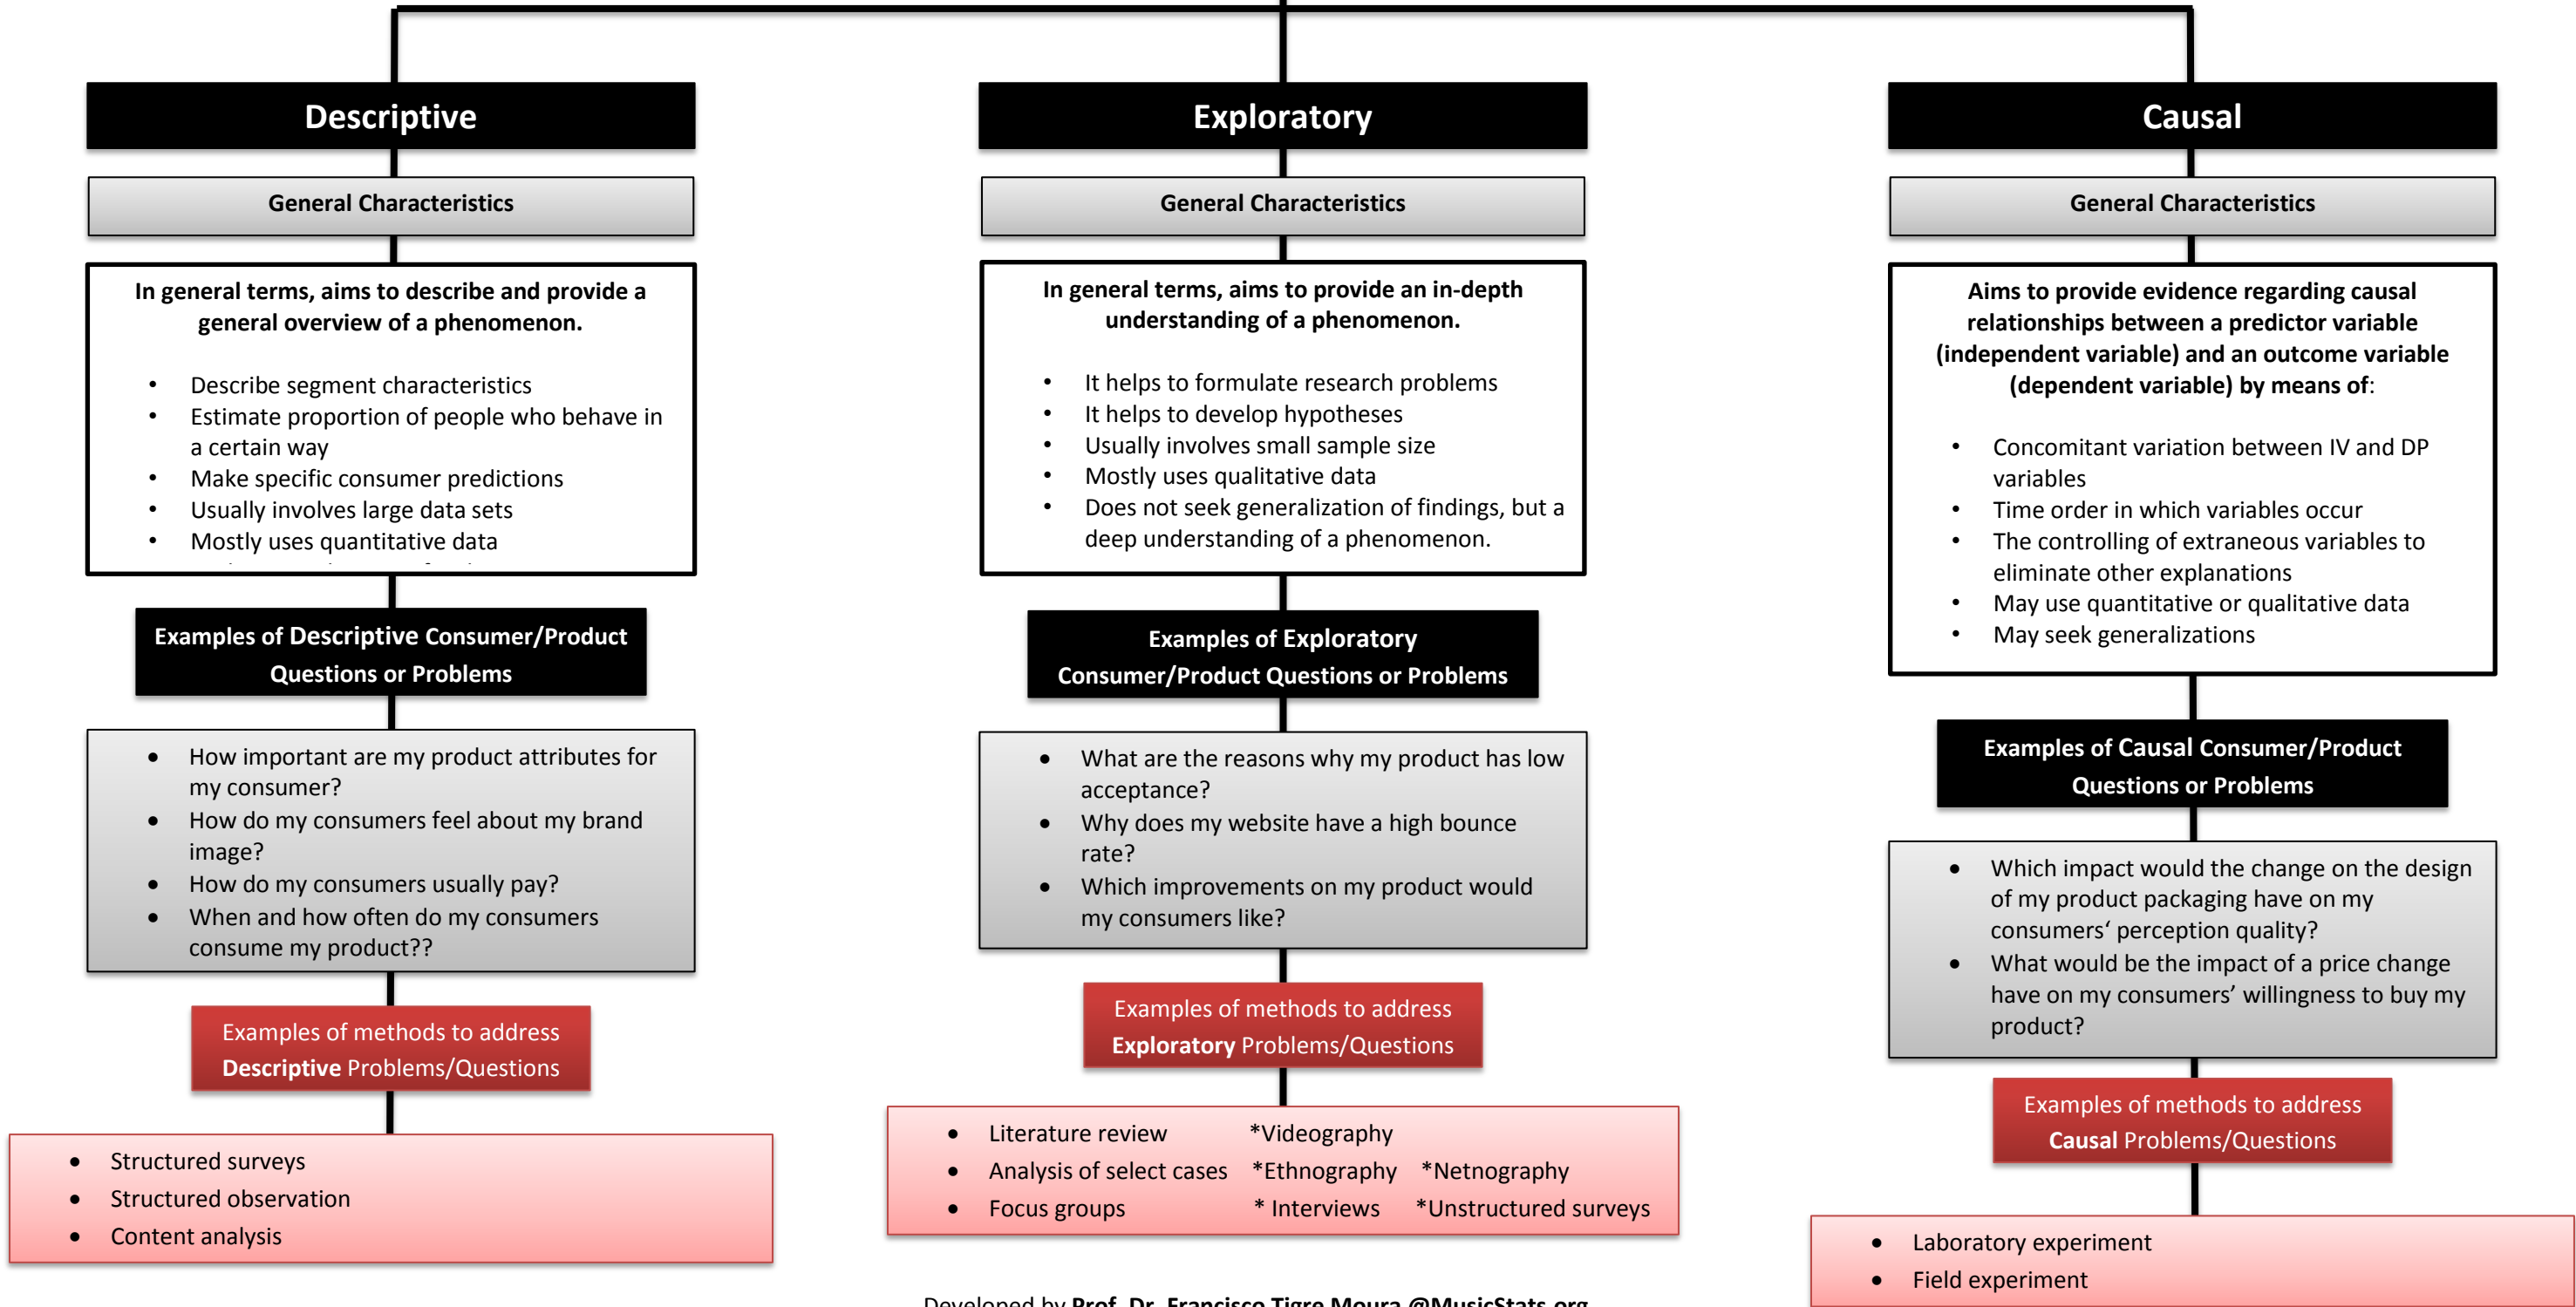 Descriptive
General Characteristics
In general terms, aims to describe and provide a
general overview of a phenomenon.
• Describe segment characteristics
• Estimate proportion of people who behave in
a certain way
• Make specific consumer predictions
• Usually involves large data sets
• Mostly uses quantitative data
Examples of Descriptive Consumer/Product
Questions or Problems
• How important are my product attributes for
my consumer?
• How do my consumers feel about my brand
image?
• How do my consumers usually pay?
• When and how often do my consumers
consume my product??
Examples of methods to address
Descriptive Problems/Questions
• Structured surveys
• Structured observation
• Content analysis
Exploratory
General Characteristics
In general terms, aims to provide an in-depth
understanding of a phenomenon.
• It helps to formulate research problems
• It helps to develop hypotheses
• Usually involves small sample size
• Mostly uses qualitative data
• Does not seek generalization of findings, but a
deep understanding of a phenomenon.
Examples of Exploratory
Consumer/Product Questions or Problems
• What are the reasons why my product has low
acceptance?
• Why does my website have a high bounce
rate?
• Which improvements on my product would
my consumers like?
Examples of methods to address
Exploratory Problems/Questions
• Literature review *Videography
• Analysis of select cases *Ethnography *Netnography
• Focus groups * Interviews *Unstructured surveys
Causal
General Characteristics
Aims to provide evidence regarding causal
relationships between a predictor variable
(independent variable) and an outcome variable
(dependent variable) by means of:
• Concomitant variation between IV and DP
variables
• Time order in which variables occur
• The controlling of extraneous variables to
eliminate other explanations
• May use quantitative or qualitative data
• May seek generalizations
Examples of Causal Consumer/Product
Questions or Problems
• Which impact would the change on the design
of my product packaging have on my
consumers‘ perception quality?
• What would be the impact of a price change
have on my consumers’ willingness to buy my
product?
Examples of methods to address
Causal Problems/Questions
• Laboratory experiment
• Field experiment
Developed by Prof. Dr. Francisco Tigre Moura @MusicStats.org